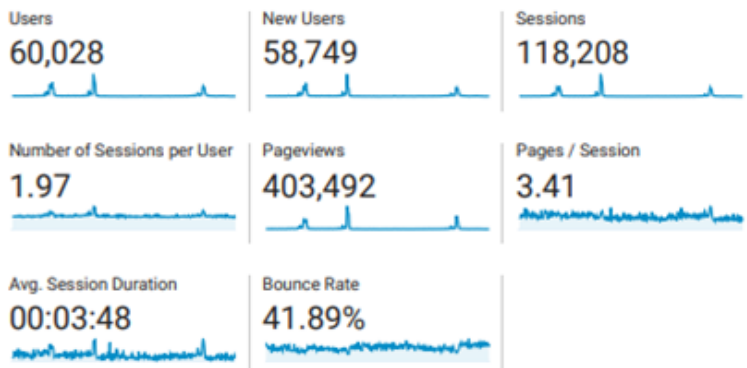 Users
60,028
New Users
58,749
Sessions
118,208
Number of Sessions per User
1.97
Pageviews
403,492
Pages / Session
3.41
Avg. Session Duration
00:03:48
Bounce Rate
41.89%